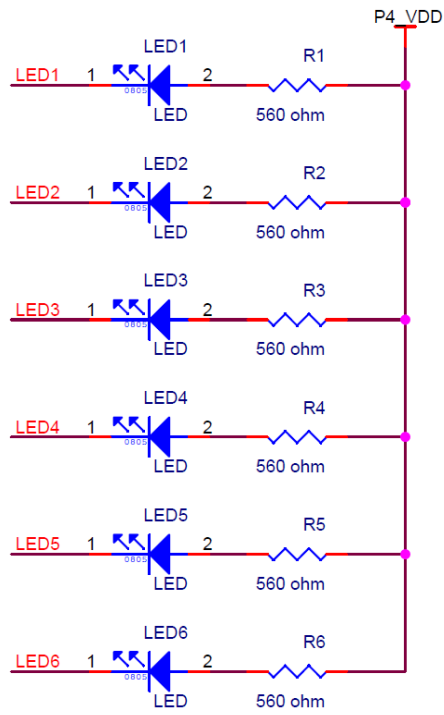 P4_VDD
LED1 R1
LED1 1 2
0805 LED 560 ohm
LED2 R2
LED2 1 2
0805 LED 560 ohm
LED3 R3
LED3 1 2
0805 LED 560 ohm
LED4 R4
LED4 1 2
0805 LED 560 ohm
LED5 R5
LED5 1 2
0805 LED 560 ohm
LED6 R6
LED6 1 2
0805 LED 560 ohm